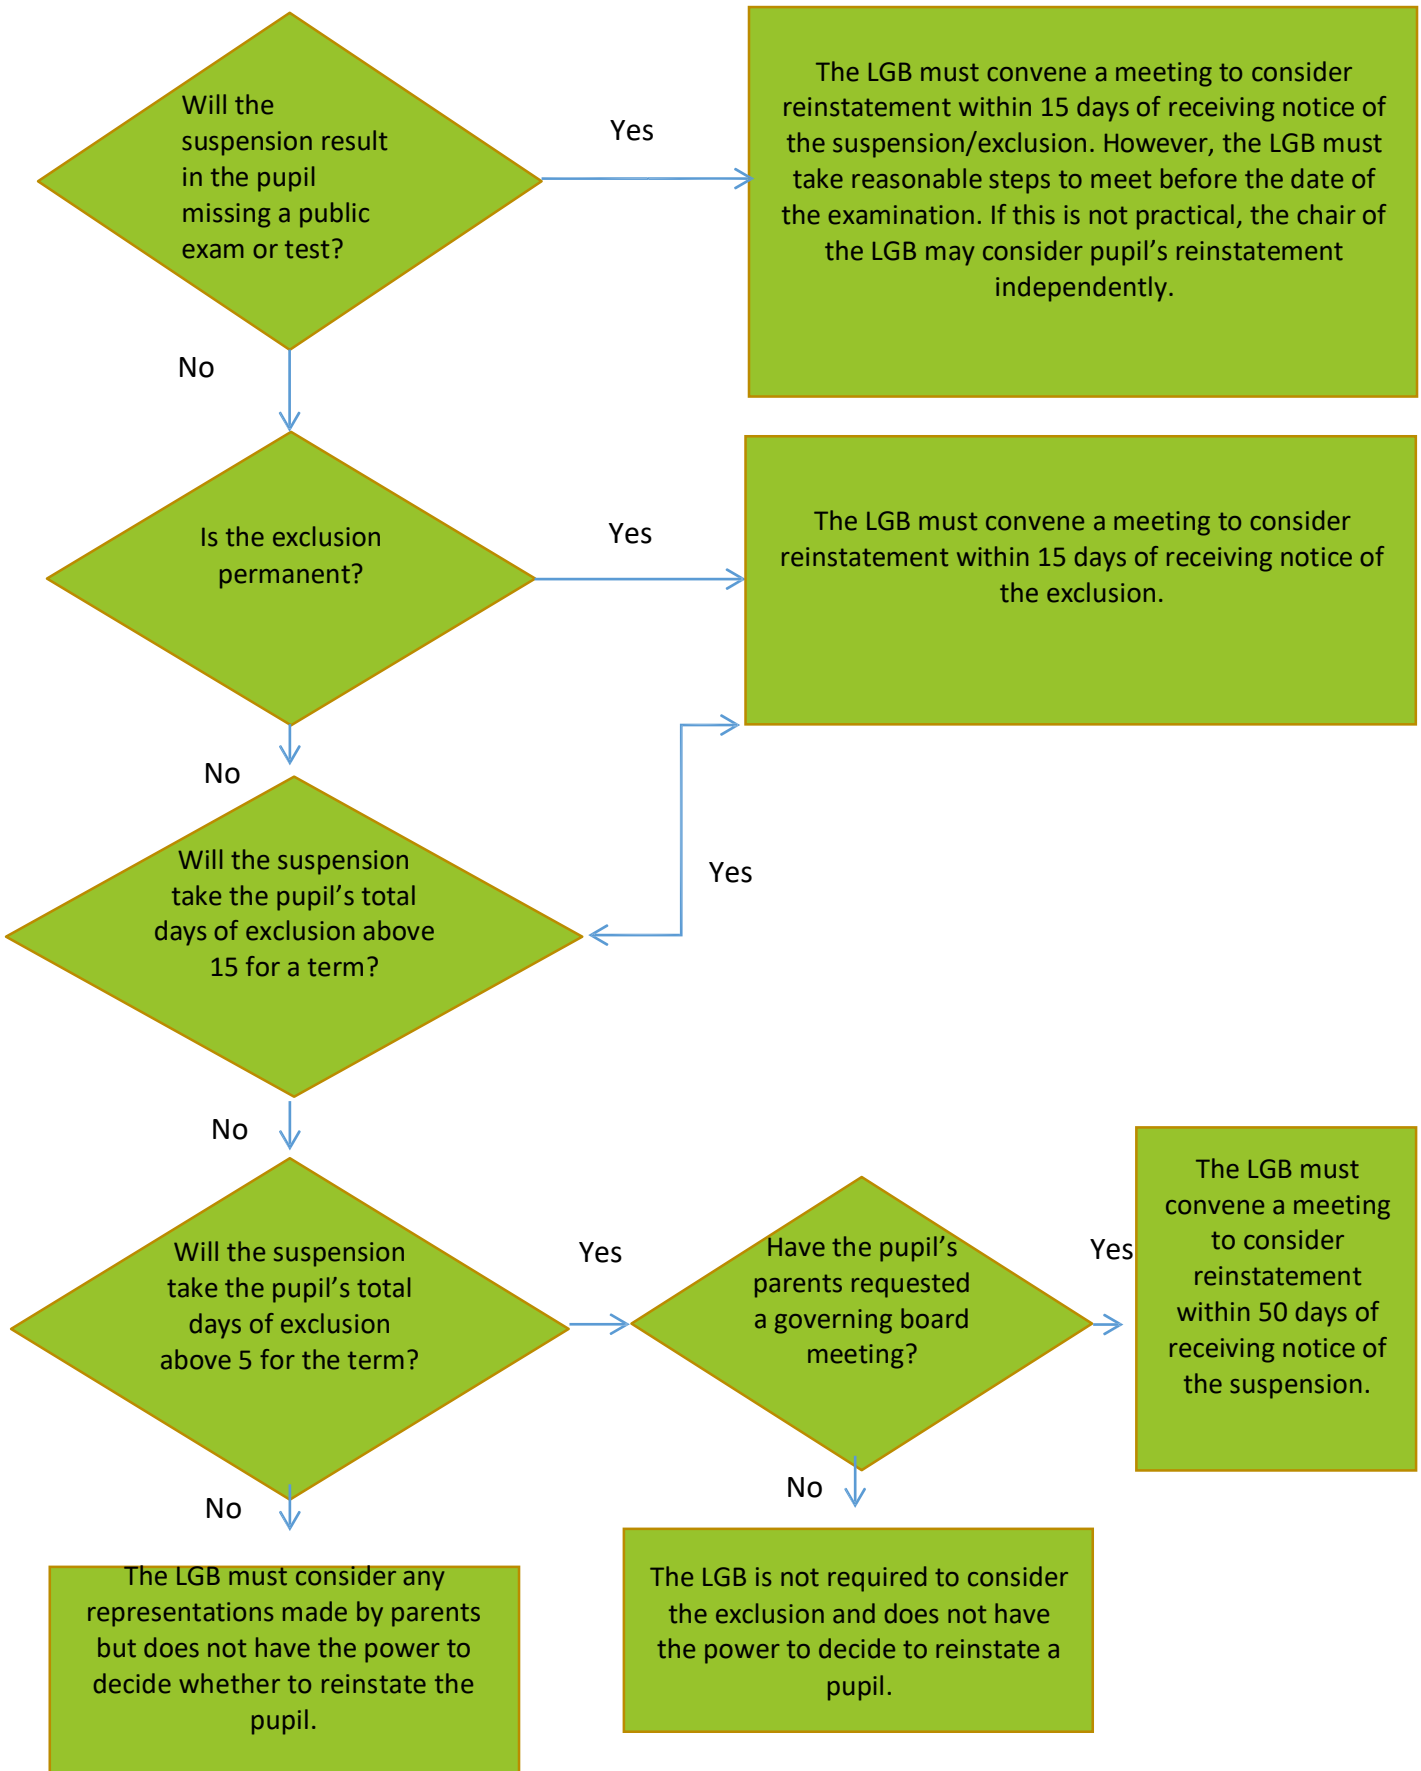 Will the
suspension result
in the pupil
missing a public
exam or test?
Yes
The LGB must convene a meeting to consider
reinstatement within 15 days of receiving notice of
the suspension/exclusion. However, the LGB must
take reasonable steps to meet before the date of
the examination. If this is not practical, the chair of
the LGB may consider pupil’s reinstatement
independently.
No
Is the exclusion
permanent?
Yes
The LGB must convene a meeting to consider
reinstatement within 15 days of receiving notice of
the exclusion.
No
Will the suspension
take the pupil’s total
days of exclusion above
15 for a term?
Yes
No
Will the suspension
take the pupil’s total
days of exclusion
above 5 for the term?
Yes
Have the pupil’s
parents requested
a governing board
meeting?
Yes
The LGB must
convene a meeting
to consider
reinstatement
within 50 days of
receiving notice of
the suspension.
No
The LGB must consider any
representations made by parents
but does not have the power to
decide whether to reinstate the
pupil.
No
The LGB is not required to consider
the exclusion and does not have
the power to decide to reinstate a
pupil.